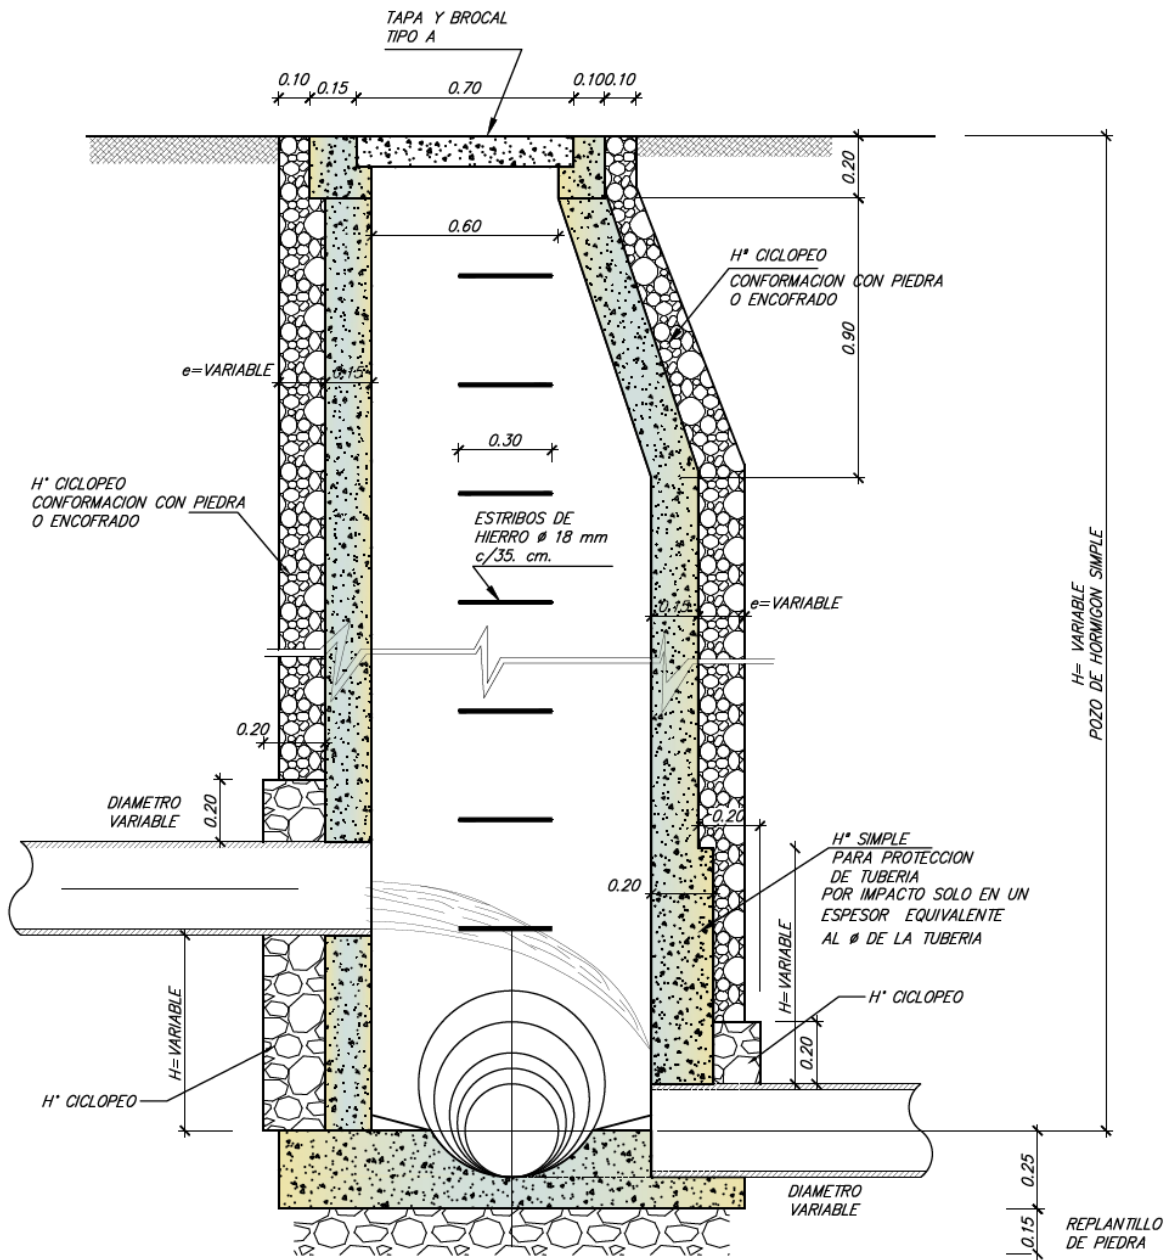 TAPA Y BROCAL
TIPO A
0.10
0.15
0.70
0.10
0.10
0.20
0.60
Hº CICLOPEO
CONFORMACION CON PIEDRA
O ENCOFRADO
0.90
e=VARIABLE
0.15
0.30
H° CICLOPEO
CONFORMACION CON PIEDRA
O ENCOFRADO
ESTRIBOS DE
HIERRO ø 18 mm
c/35. cm.
0.15
e=VARIABLE
H= VARIABLE
POZO DE HORMIGON SIMPLE
0.20
DIAMETRO
VARIABLE
0.20
0.20
Hº SIMPLE
PARA PROTECCION
DE TUBERIA
POR IMPACTO SOLO EN UN
ESPESOR EQUIVALENTE
AL ø DE LA TUBERIA
0.20
H=VARIABLE
H=VARIABLE
H° CICLOPEO
0.20
H° CICLOPEO
DIAMETRO
VARIABLE
0.25
0.15
REPLANTILLO
DE PIEDRA